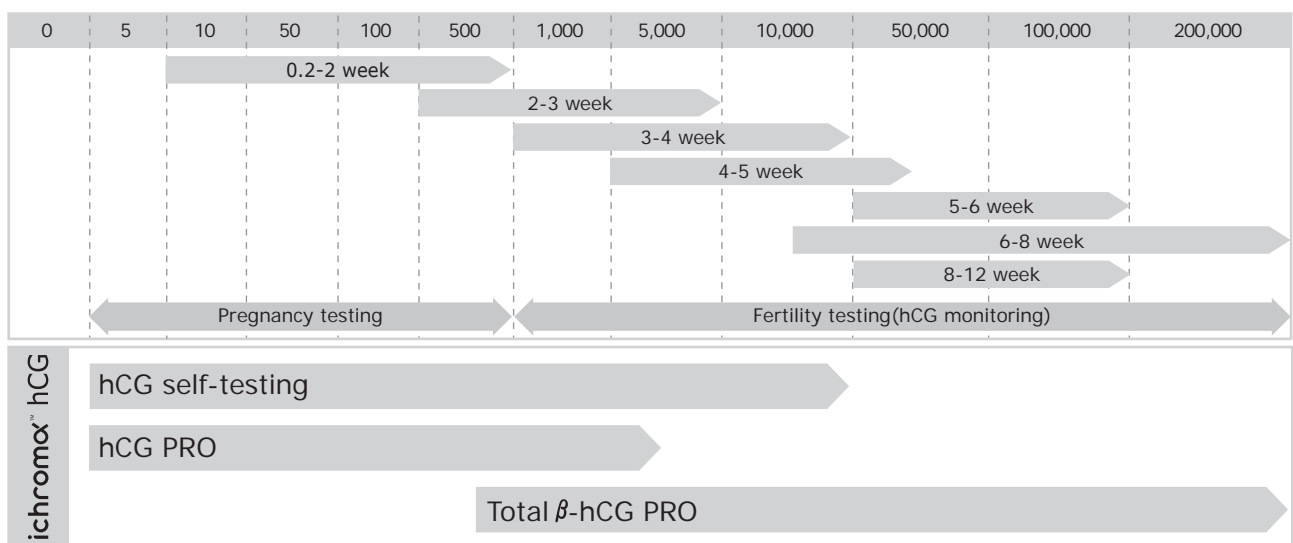 0 5 10 50 100 500 1,000 5,000 10,000 50,000 100,000 200,000
0.2-2 week
2-3 week
3-4 week
4-5 week
5-6 week
6-8 week
8-12 week
Pregnancy testing Fertility testing(hCG monitoring)
ichromax™ hCG
hCG self-testing
hCG PRO
Total β-hCG PRO